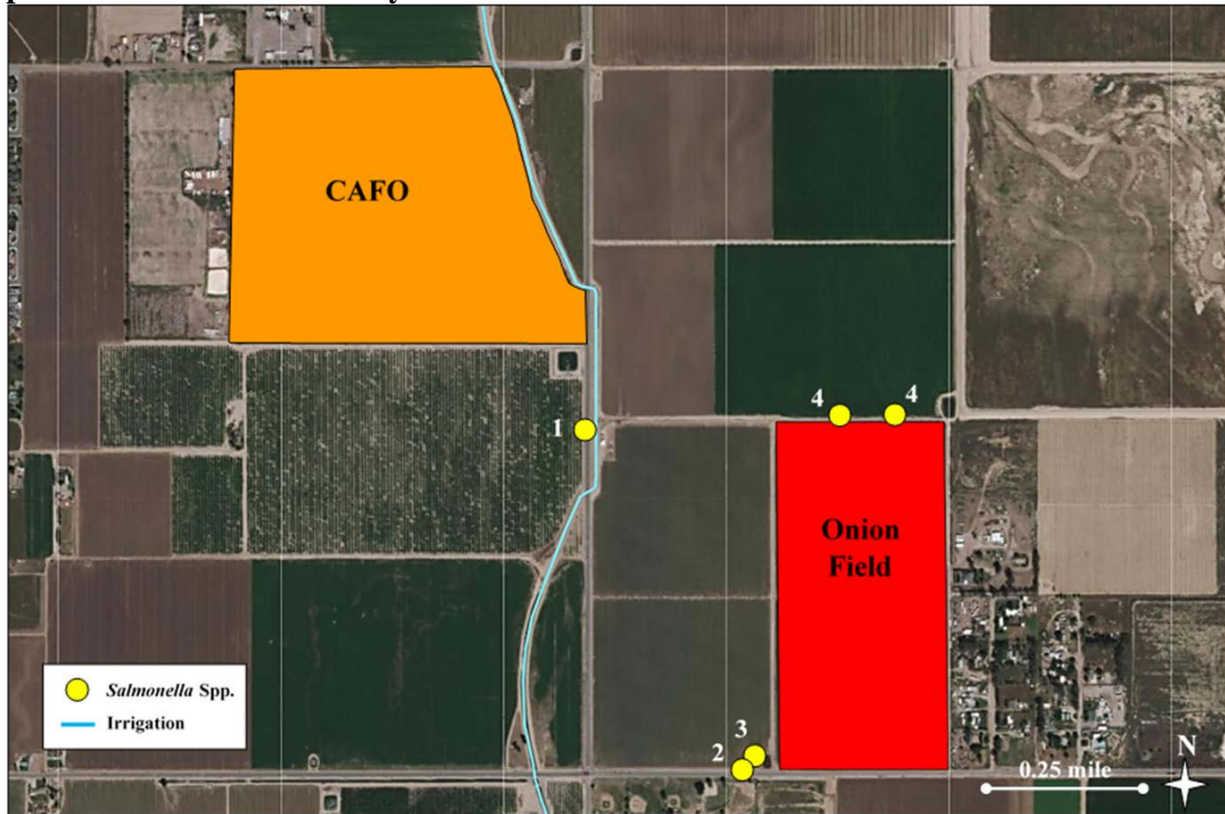 CAFO
4
4
1
Onion
Field
3
2
Salmonella Spp.
Irrigation
N
0.25 mile